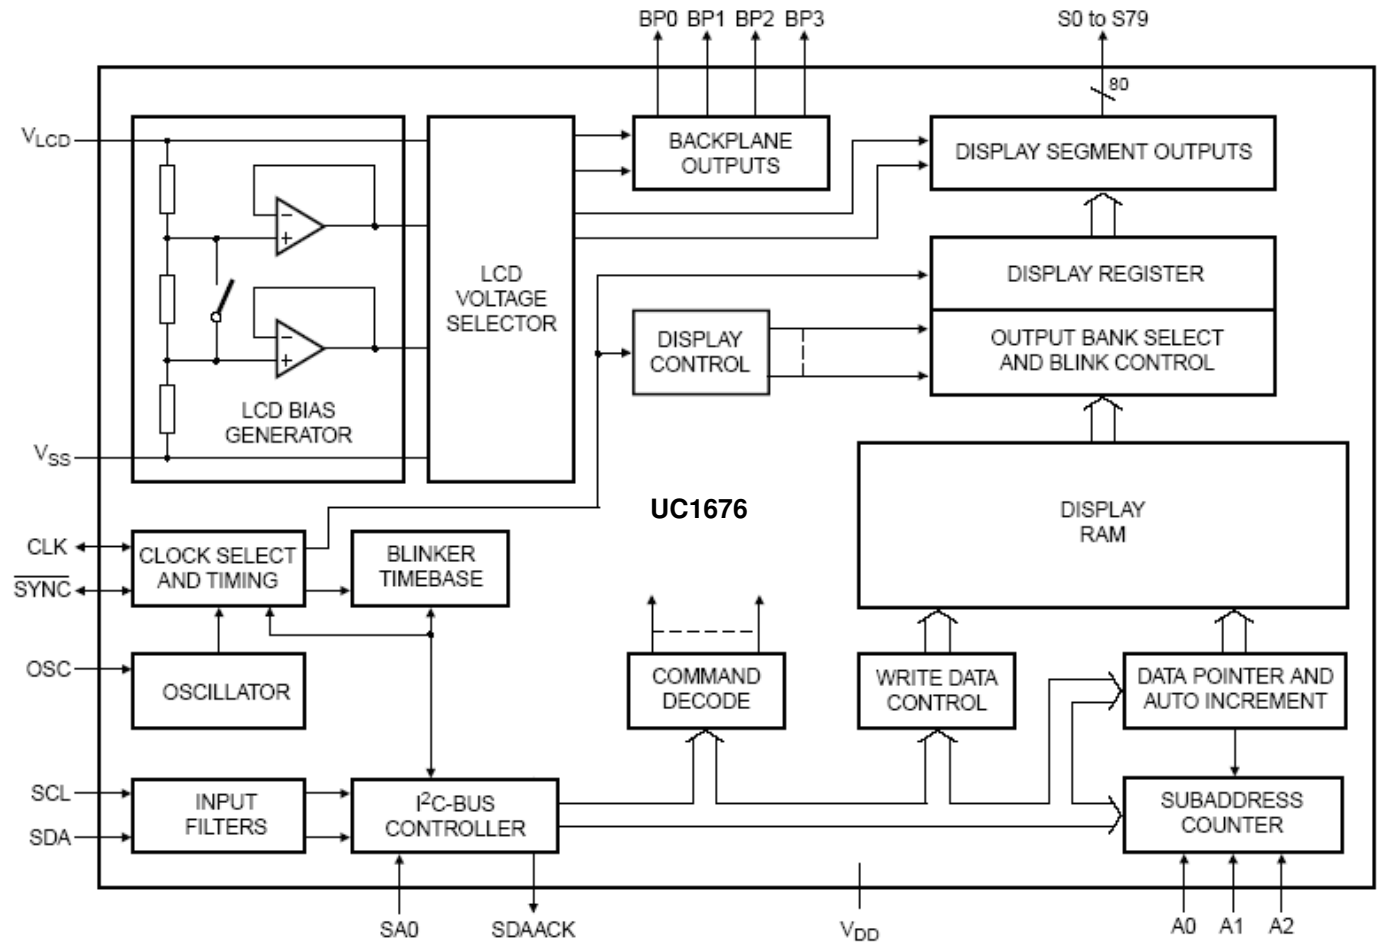 BP0 BP1 BP2 BP3
S0 to S79
80
VLCD
BACKPLANE
OUTPUTS
DISPLAY SEGMENT OUTPUTS
−
+
LCD
VOLTAGE
SELECTOR
DISPLAY REGISTER
−
+
DISPLAY
CONTROL
OUTPUT BANK SELECT
AND BLINK CONTROL
LCD BIAS
GENERATOR
VSS
UC1676
DISPLAY
RAM
CLK
SYNC
CLOCK SELECT
AND TIMING
BLINKER
TIMEBASE
OSC
OSCILLATOR
COMMAND
DECODE
WRITE DATA
CONTROL
DATA POINTER AND
AUTO INCREMENT
SCL
SDA
INPUT
FILTERS
I²C-BUS
CONTROLLER
SUBADDRESS
COUNTER
SA0
SDAACK
VDD
A0 A1 A2